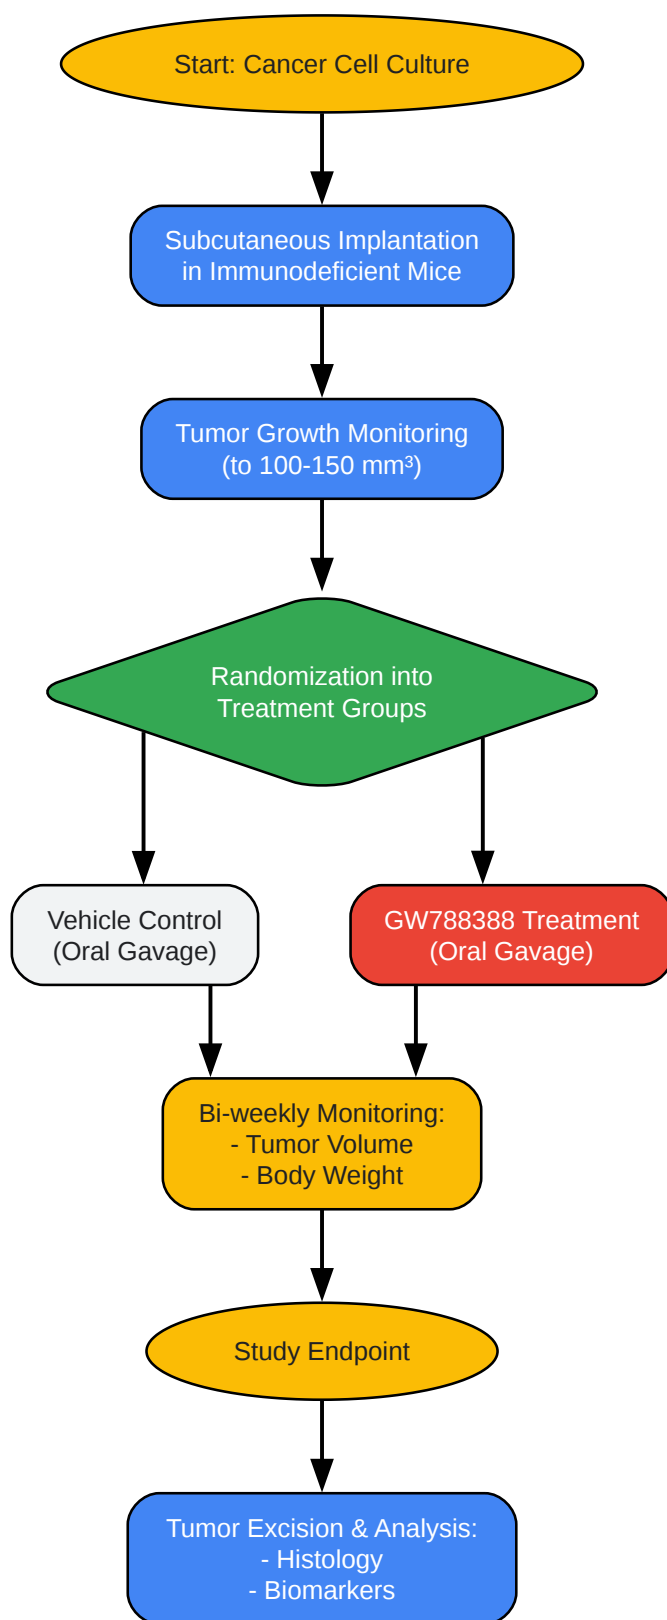 Start: Cancer Cell Culture
Subcutaneous Implantation
in Immunodeficient Mice
Tumor Growth Monitoring
(to 100-150 mm³)
Randomization into
Treatment Groups
Vehicle Control
(Oral Gavage)
GW788388 Treatment
(Oral Gavage)
Bi-weekly Monitoring:
- Tumor Volume
- Body Weight
Study Endpoint
Tumor Excision & Analysis:
- Histology
- Biomarkers